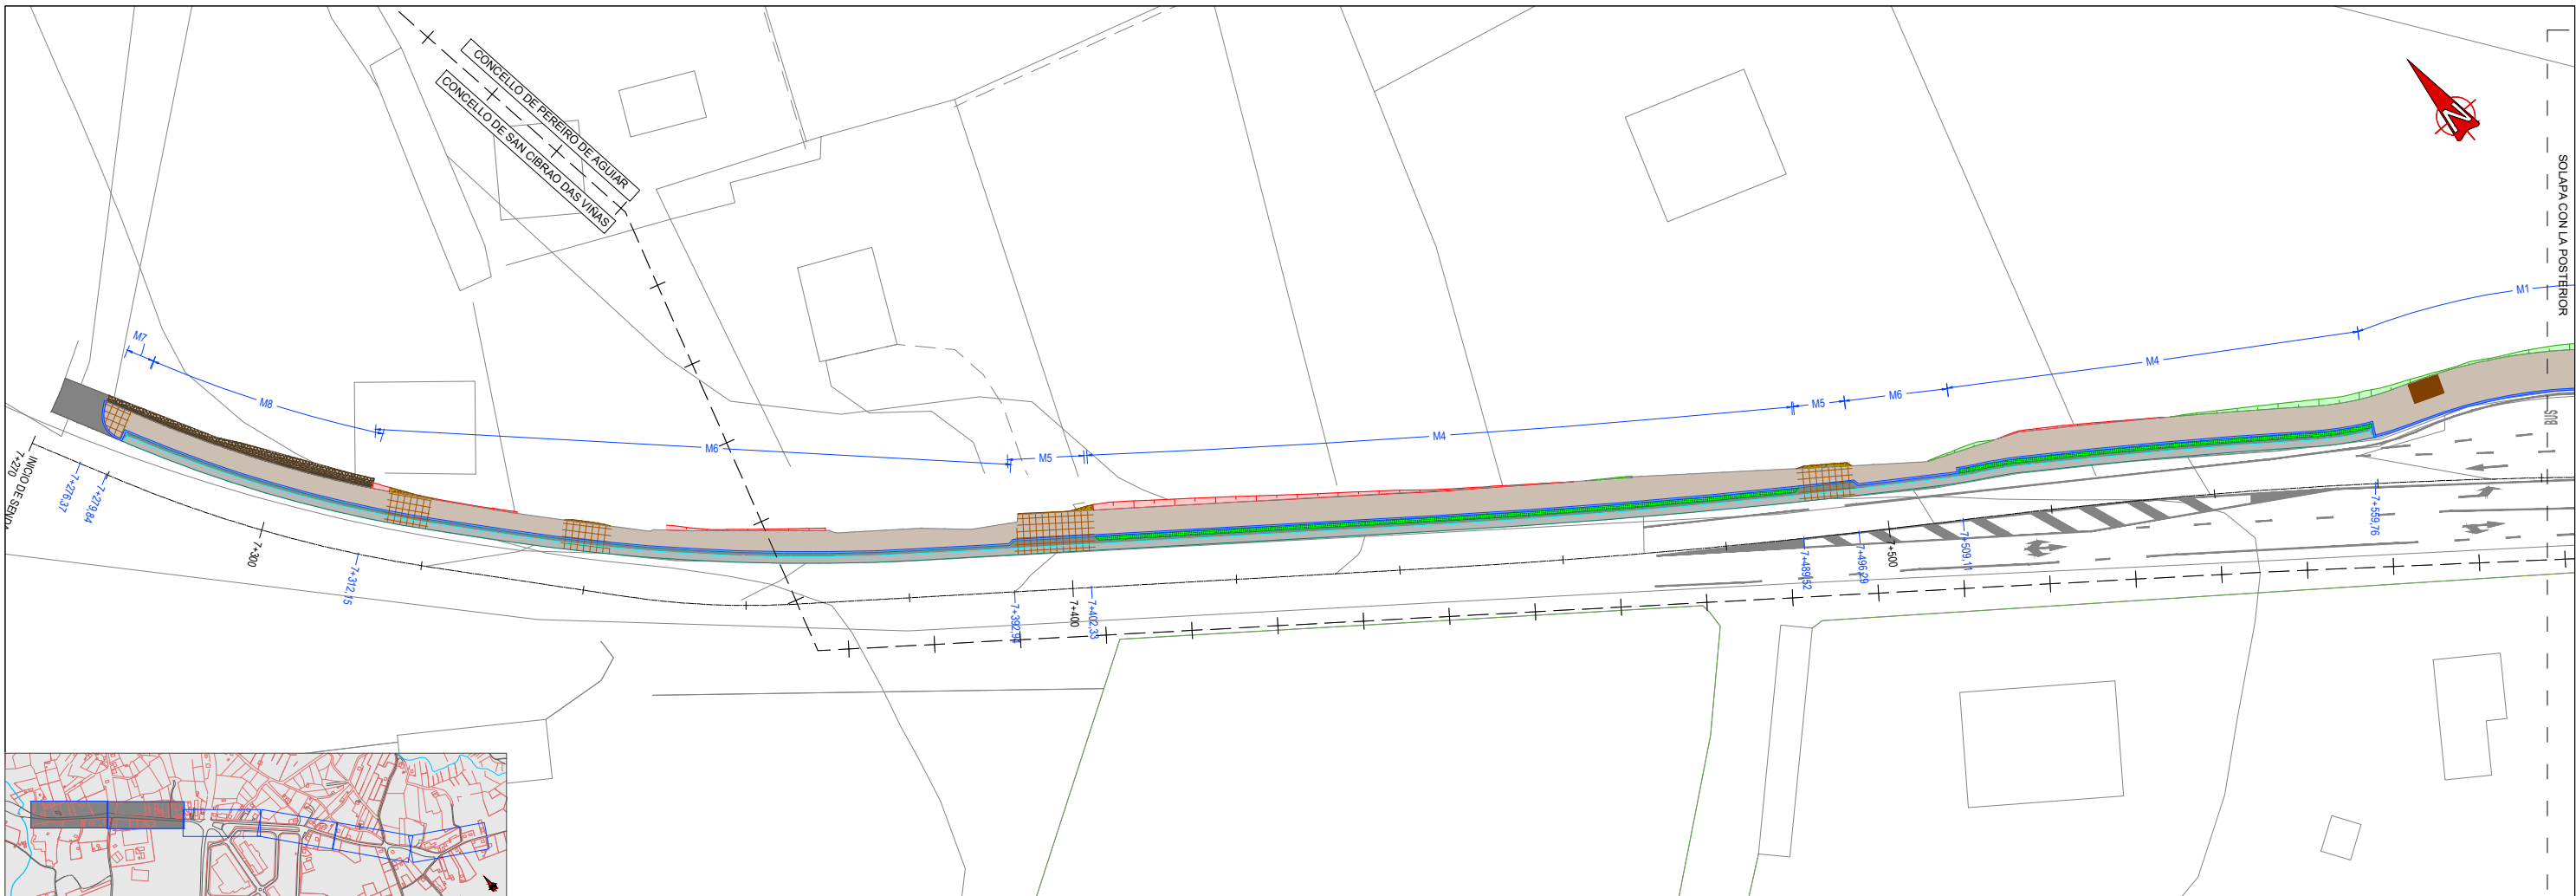 CONCELLO DE PEREIRO DE AGUIAR
CONCELLO DE SAN CIBRAO DAS VIÑAS
N
SOLAPA CON LA POSTERIOR
M7
M8
M6
M5
M4
M5
M6
M4
M1
BUS
7+270
INICIO DE SENDA
7+276,37
7+279,84
7+300
7+312,15
7+392,94
7+400
7+402,33
7+489,52
7+496,29
7+500
7+509,11
7+559,76